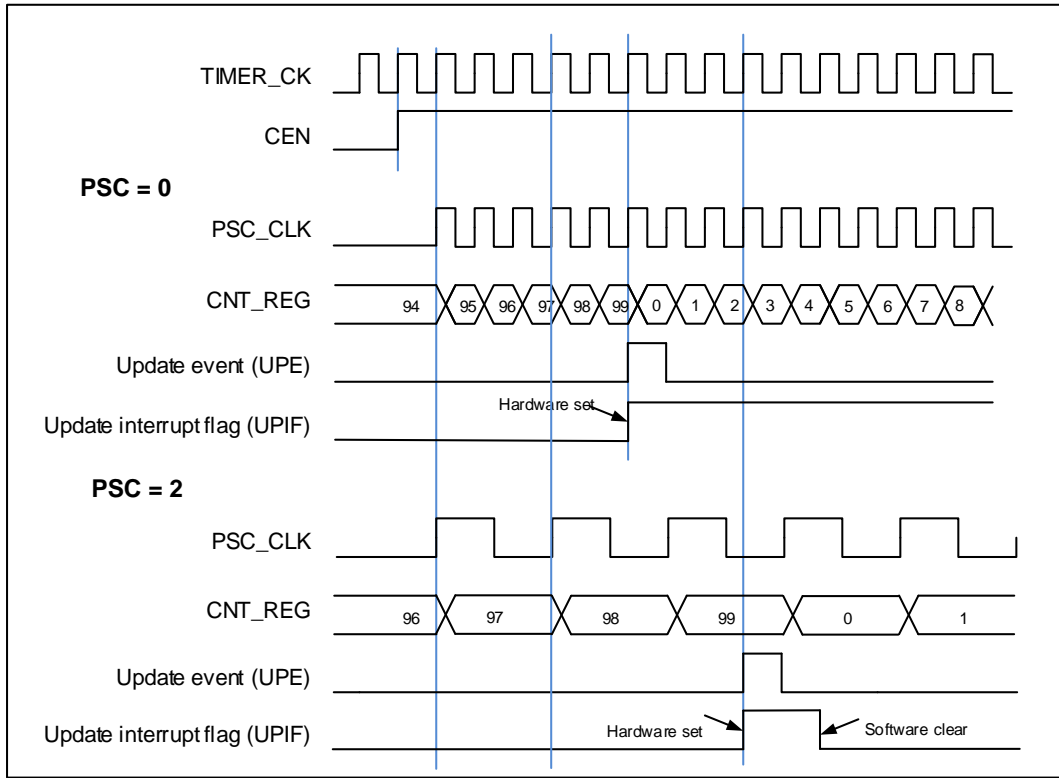 TIMER_CK
CEN
PSC = 0
PSC_CLK
CNT_REG 94 95 96 97 98 99 0 1 2 3 4 5 6 7 8
Update event (UPE)
Hardware set
Update interrupt flag (UPIF)
PSC = 2
PSC_CLK
CNT_REG 96 97 98 99 0 1
Update event (UPE)
Update interrupt flag (UPIF) Hardware set Software clear